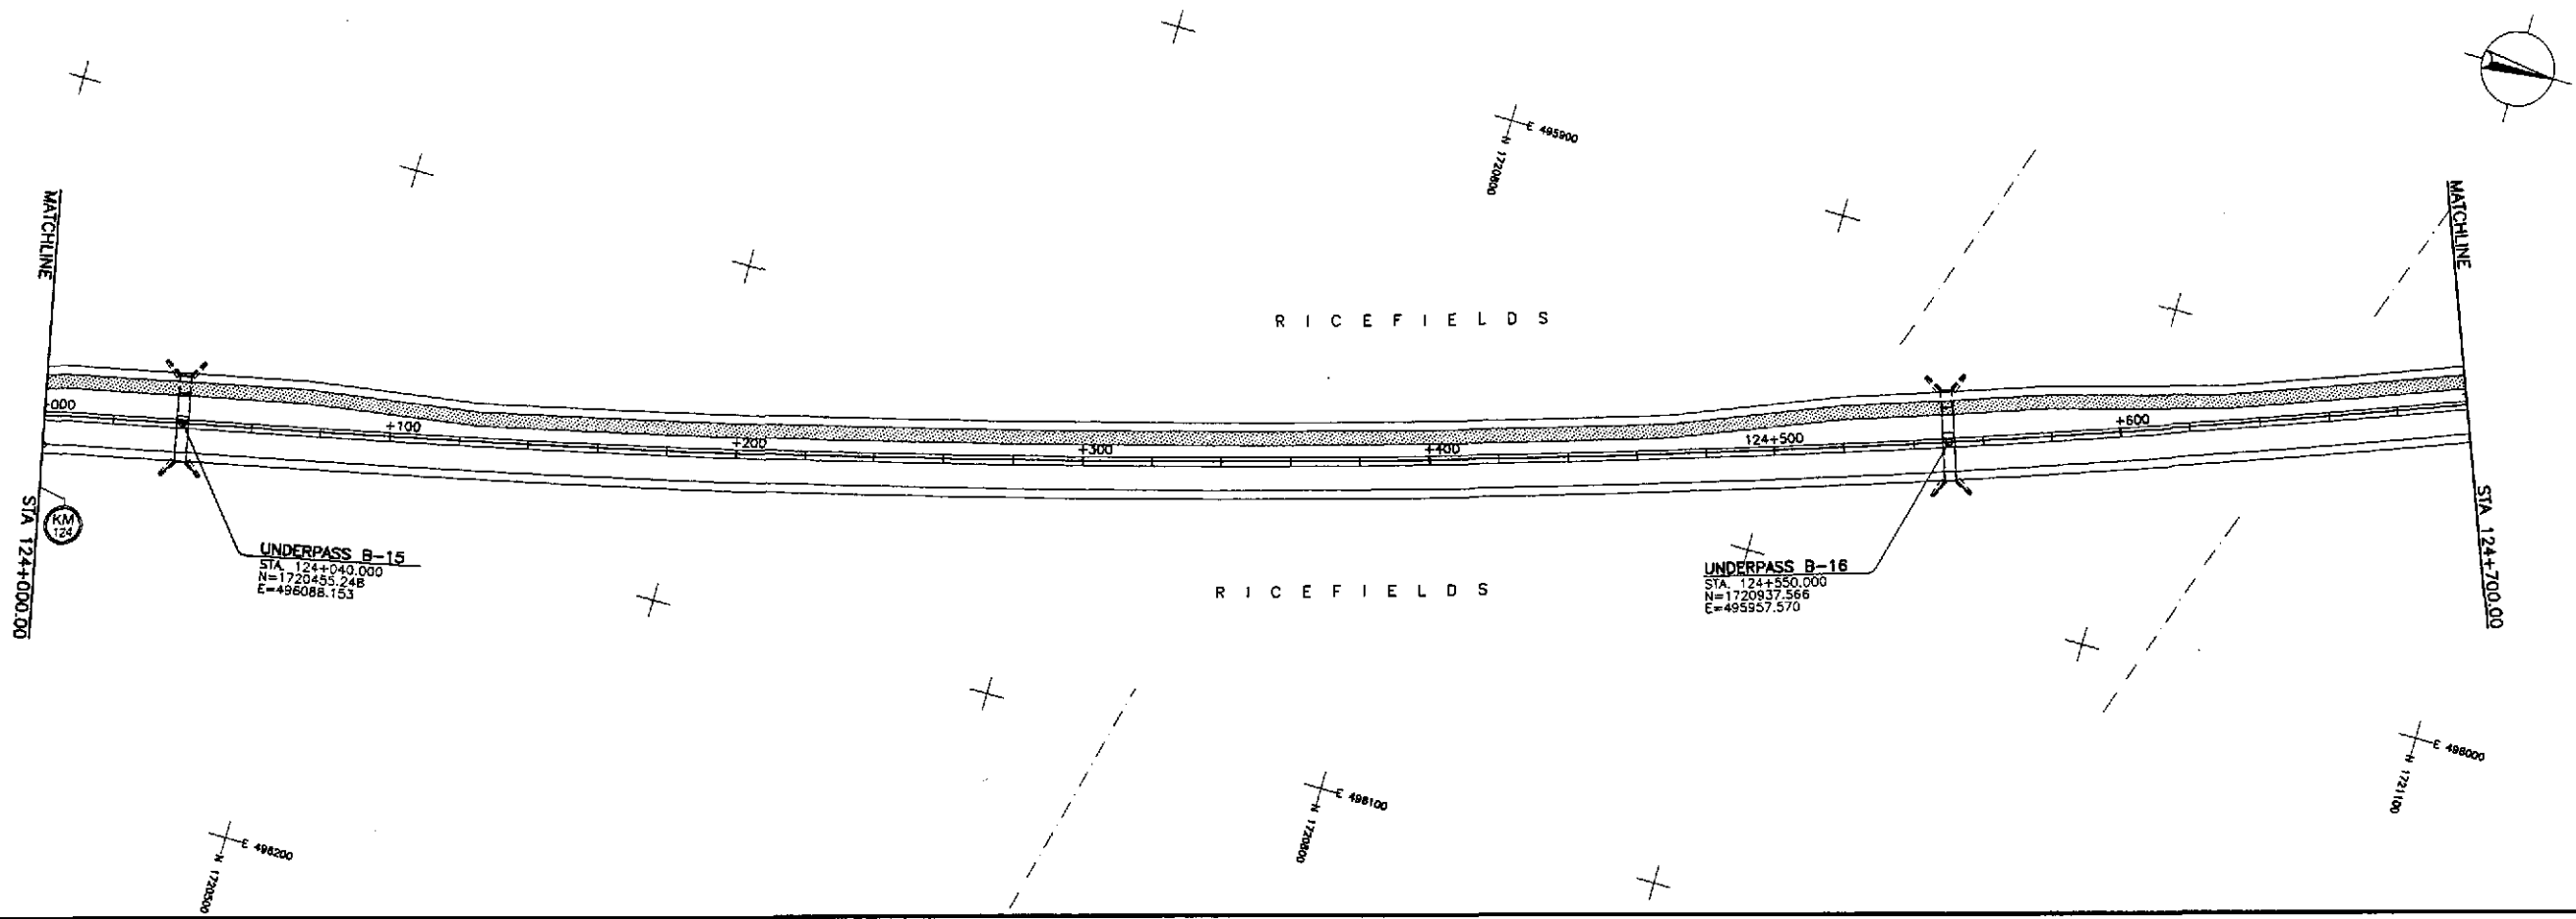 E 495900
N 1720800
MATCHLINE
MATCHLINE
RICEFIELDS
+000
+100
+200
+300
+400
124+500
+600
KM
124
STA 124+000.00
STA 124+700.00
UNDERPASS B-15
STA. 124+040.000
N=1720455.248
E=496088.153
RICEFIELDS
UNDERPASS B-16
STA. 124+550.000
N=1720937.566
E=495957.570
E 496000
N 1721100
E 496100
N 1720800
E 496200
N 1720500